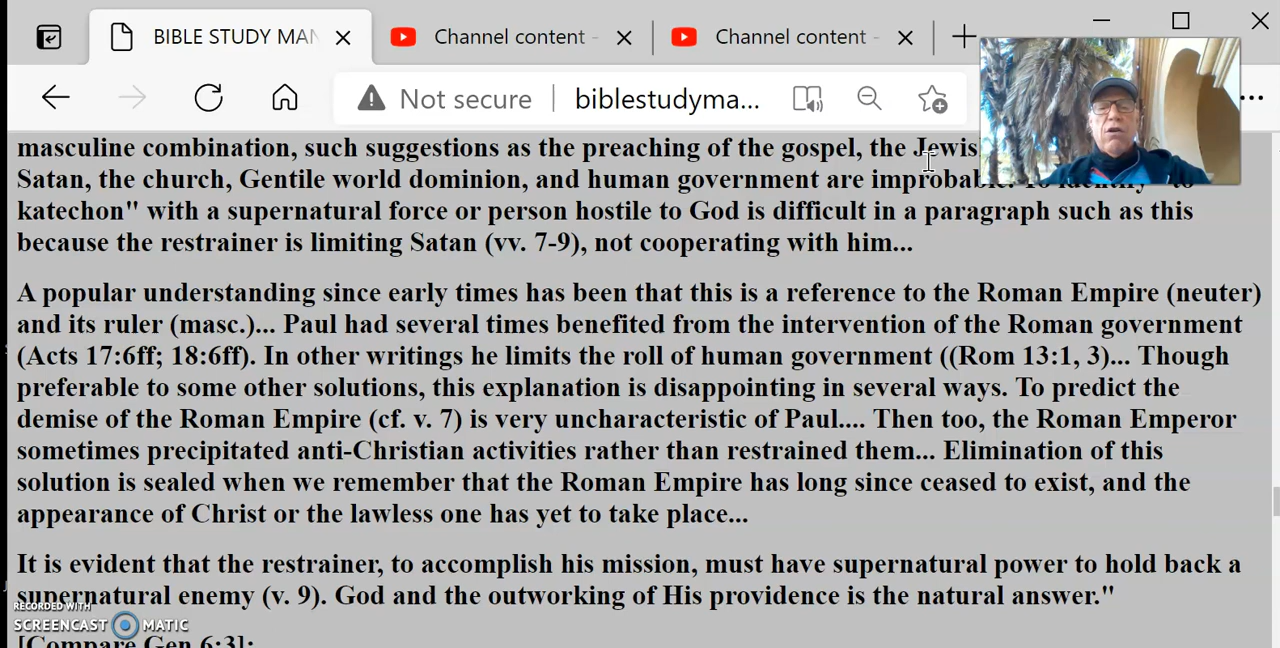 BIBLE STUDY MAN
Channel content -
Channel content -
Not secure
biblestudyma...
masculine combination, such suggestions as the preaching of the gospel, the Jewis
Satan, the church, Gentile world dominion, and human government are improbable. To identify "to
katechon" with a supernatural force or person hostile to God is difficult in a paragraph such as this
because the restrainer is limiting Satan (vv. 7-9), not cooperating with him...
A popular understanding since early times has been that this is a reference to the Roman Empire (neuter)
and its ruler (masc.)... Paul had several times benefited from the intervention of the Roman government
(Acts 17:6ff; 18:6ff). In other writings he limits the roll of human government ((Rom 13:1, 3)... Though
preferable to some other solutions, this explanation is disappointing in several ways. To predict the
demise of the Roman Empire (cf. v. 7) is very uncharacteristic of Paul.... Then too, the Roman Emperor
sometimes precipitated anti-Christian activities rather than restrained them... Elimination of this
solution is sealed when we remember that the Roman Empire has long since ceased to exist, and the
appearance of Christ or the lawless one has yet to take place...
It is evident that the restrainer, to accomplish his mission, must have supernatural power to hold back a
supernatural enemy (v. 9). God and the outworking of His providence is the natural answer."
RECORDED WITH
SCREENCAST MATIC
[Compare Gen 6:3]: